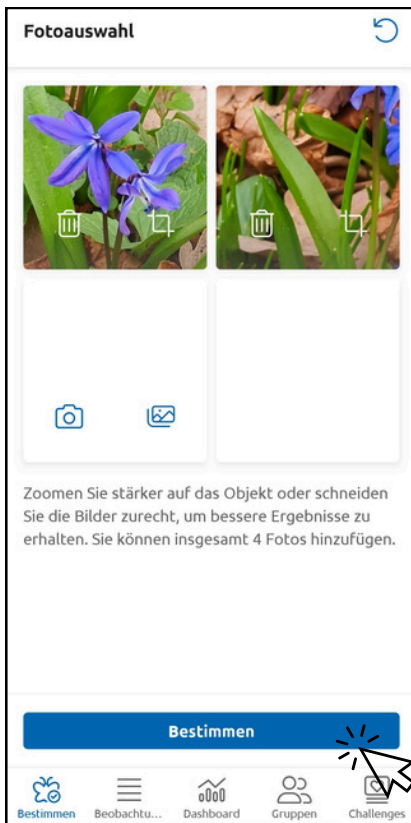 Fotoauswahl
Zoomen Sie stärker auf das Objekt oder schneiden
Sie die Bilder zurecht, um bessere Ergebnisse zu
erhalten. Sie können insgesamt 4 Fotos hinzufügen.
Bestimmen
Bestimmen Beobachtu... Dashboard Gruppen Challenges